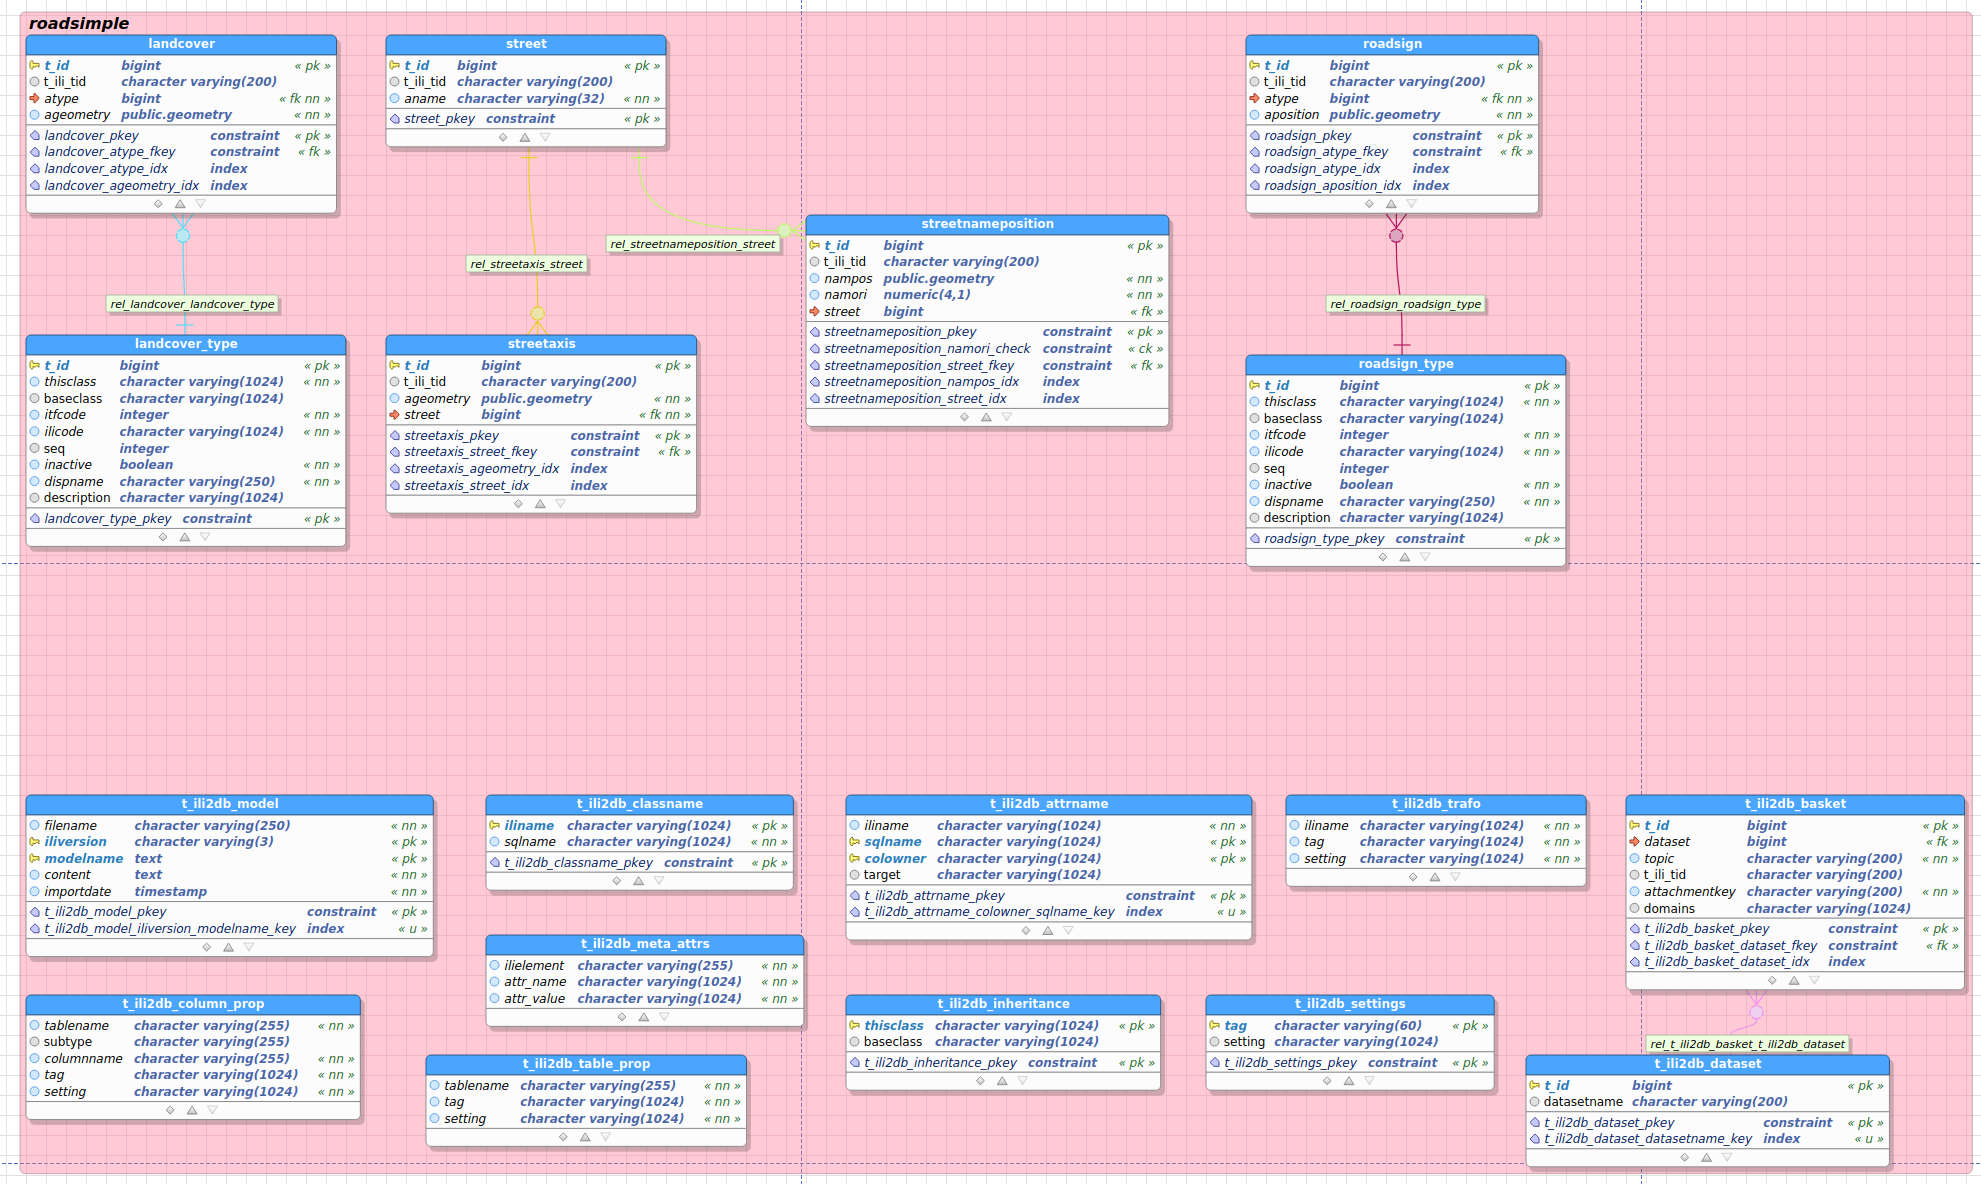 roadsimple
landcover
t_id bigint « pk »
t_ili_tid character varying(200)
atype bigint « fk nn »
ageometry public.geometry « nn »
landcover_pkey constraint « pk »
landcover_atype_fkey constraint « fk »
landcover_atype_idx index
landcover_ageometry_idx index
street
t_id bigint « pk »
t_ili_tid character varying(200)
aname character varying(32) « nn »
street_pkey constraint « pk »
roadsign
t_id bigint « pk »
t_ili_tid character varying(200)
atype bigint « fk nn »
aposition public.geometry « nn »
roadsign_pkey constraint « pk »
roadsign_atype_fkey constraint « fk »
roadsign_atype_idx index
roadsign_aposition_idx index
rel_streetnameposition_street
rel_streetaxis_street
rel_landcover_landcover_type
rel_roadsign_roadsign_type
streetnameposition
t_id bigint « pk »
t_ili_tid character varying(200)
nampos public.geometry « nn »
namori numeric(4,1) « nn »
street bigint « fk »
streetnameposition_pkey constraint « pk »
streetnameposition_namori_check constraint « ck »
streetnameposition_street_fkey constraint « fk »
streetnameposition_nampos_idx index
streetnameposition_street_idx index
landcover_type
t_id bigint « pk »
thisclass character varying(1024) « nn »
baseclass character varying(1024)
itfcode integer « nn »
ilicode character varying(1024) « nn »
seq integer
inactive boolean « nn »
dispname character varying(250) « nn »
description character varying(1024)
landcover_type_pkey constraint « pk »
streetaxis
t_id bigint « pk »
t_ili_tid character varying(200)
ageometry public.geometry « nn »
street bigint « fk nn »
streetaxis_pkey constraint « pk »
streetaxis_street_fkey constraint « fk »
streetaxis_ageometry_idx index
streetaxis_street_idx index
roadsign_type
t_id bigint « pk »
thisclass character varying(1024) « nn »
baseclass character varying(1024)
itfcode integer « nn »
ilicode character varying(1024) « nn »
seq integer
inactive boolean « nn »
dispname character varying(250) « nn »
description character varying(1024)
roadsign_type_pkey constraint « pk »
t_ili2db_model
filename character varying(250) « nn »
iliversion character varying(3) « pk »
modelname text « pk »
content text « nn »
importdate timestamp « nn »
t_ili2db_model_pkey constraint « pk »
t_ili2db_model_iliversion_modelname_key index « u »
t_ili2db_classname
iliname character varying(1024) « pk »
sqlname character varying(1024) « nn »
t_ili2db_classname_pkey constraint « pk »
t_ili2db_attrname
iliname character varying(1024) « nn »
sqlname character varying(1024) « pk »
colowner character varying(1024) « pk »
target character varying(1024)
t_ili2db_attrname_pkey constraint « pk »
t_ili2db_attrname_colowner_sqlname_key index « u »
t_ili2db_trafo
iliname character varying(1024) « nn »
tag character varying(1024) « nn »
setting character varying(1024) « nn »
t_ili2db_basket
t_id bigint « pk »
dataset bigint « fk »
topic character varying(200) « nn »
t_ili_tid character varying(200)
attachmentkey character varying(200) « nn »
domains character varying(1024)
t_ili2db_basket_pkey constraint « pk »
t_ili2db_basket_dataset_fkey constraint « fk »
t_ili2db_basket_dataset_idx index
t_ili2db_meta_attrs
ilielement character varying(255) « nn »
attr_name character varying(1024) « nn »
attr_value character varying(1024) « nn »
t_ili2db_column_prop
tablename character varying(255) « nn »
subtype character varying(255)
columnname character varying(255) « nn »
tag character varying(1024) « nn »
setting character varying(1024) « nn »
t_ili2db_inheritance
thisclass character varying(1024) « pk »
baseclass character varying(1024)
t_ili2db_inheritance_pkey constraint « pk »
t_ili2db_settings
tag character varying(60) « pk »
setting character varying(1024)
t_ili2db_settings_pkey constraint « pk »
rel_t_ili2db_basket_t_ili2db_dataset
t_ili2db_table_prop
tablename character varying(255) « nn »
tag character varying(1024) « nn »
setting character varying(1024) « nn »
t_ili2db_dataset
t_id bigint « pk »
datasetname character varying(200)
t_ili2db_dataset_pkey constraint « pk »
t_ili2db_dataset_datasetname_key index « u »